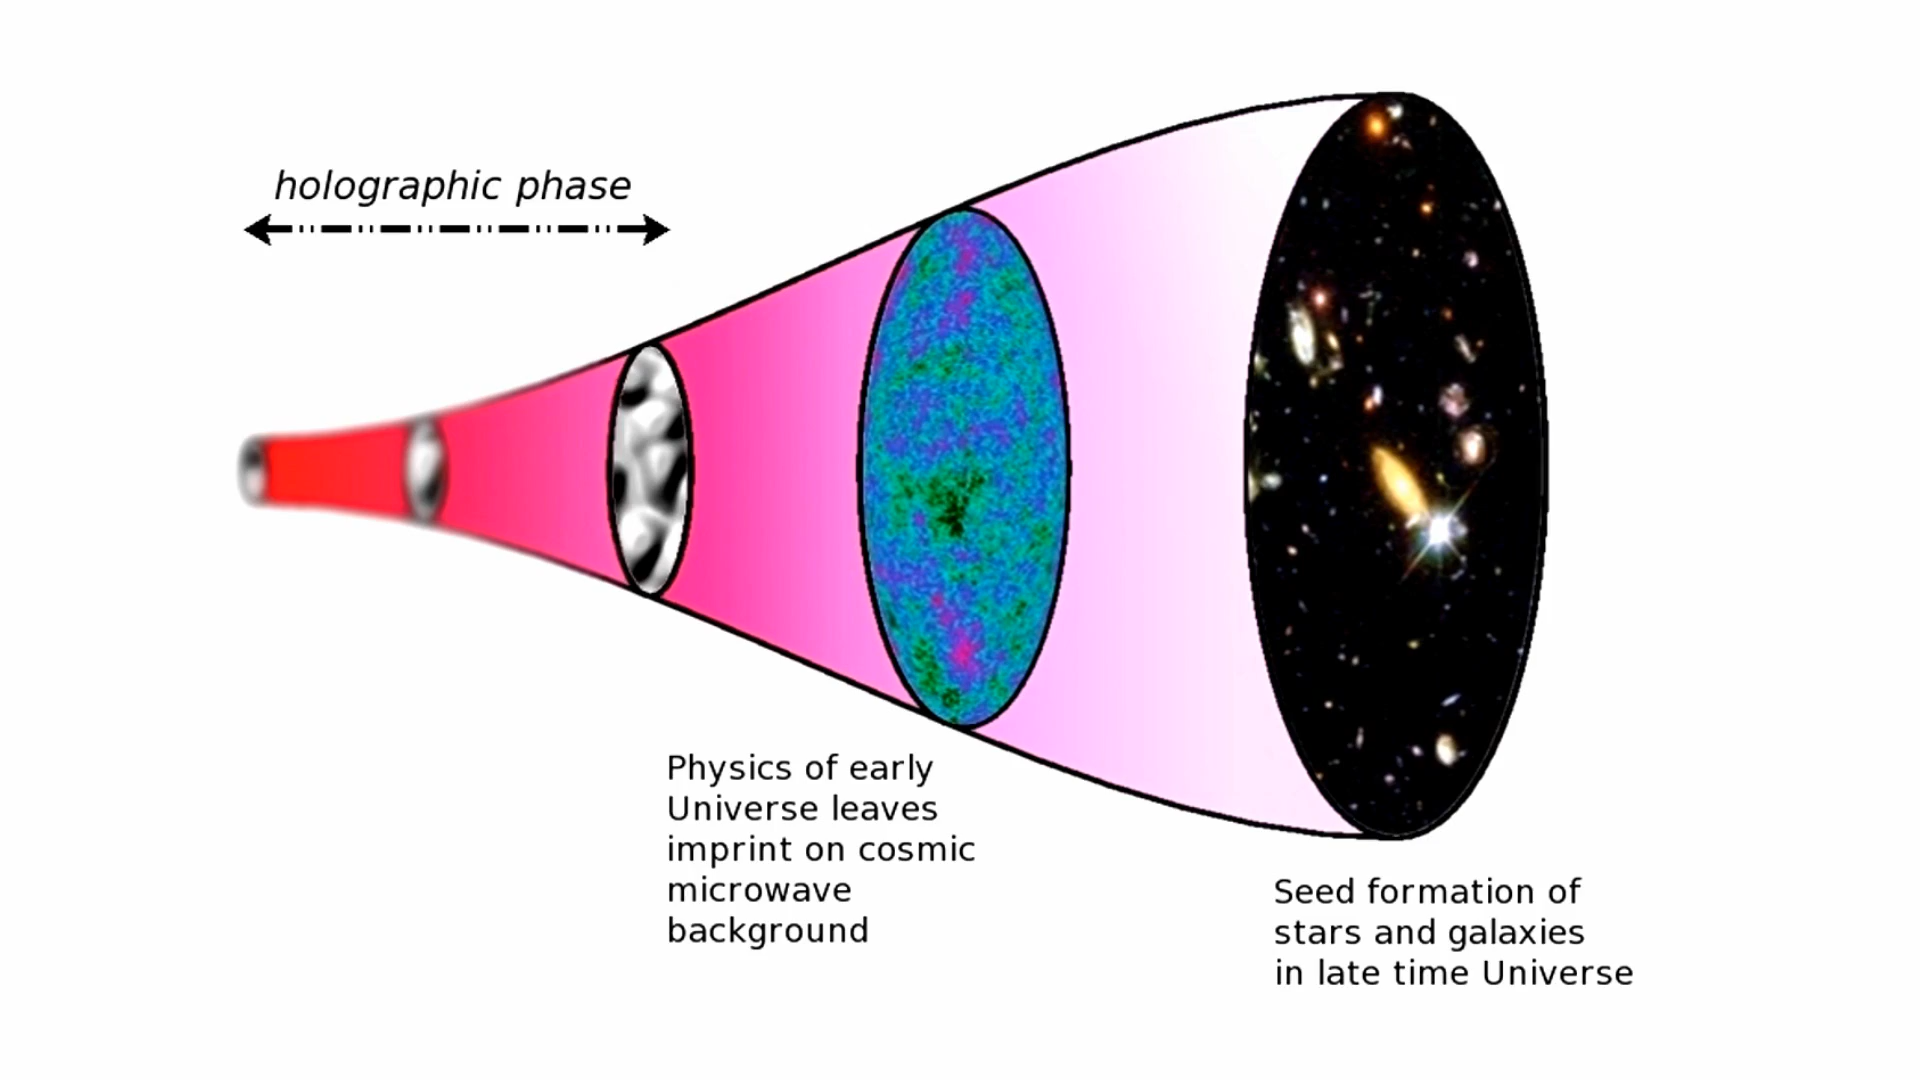 holographic phase
Physics of early
Universe leaves
imprint on cosmic
microwave
background
Seed formation of
stars and galaxies
in late time Universe